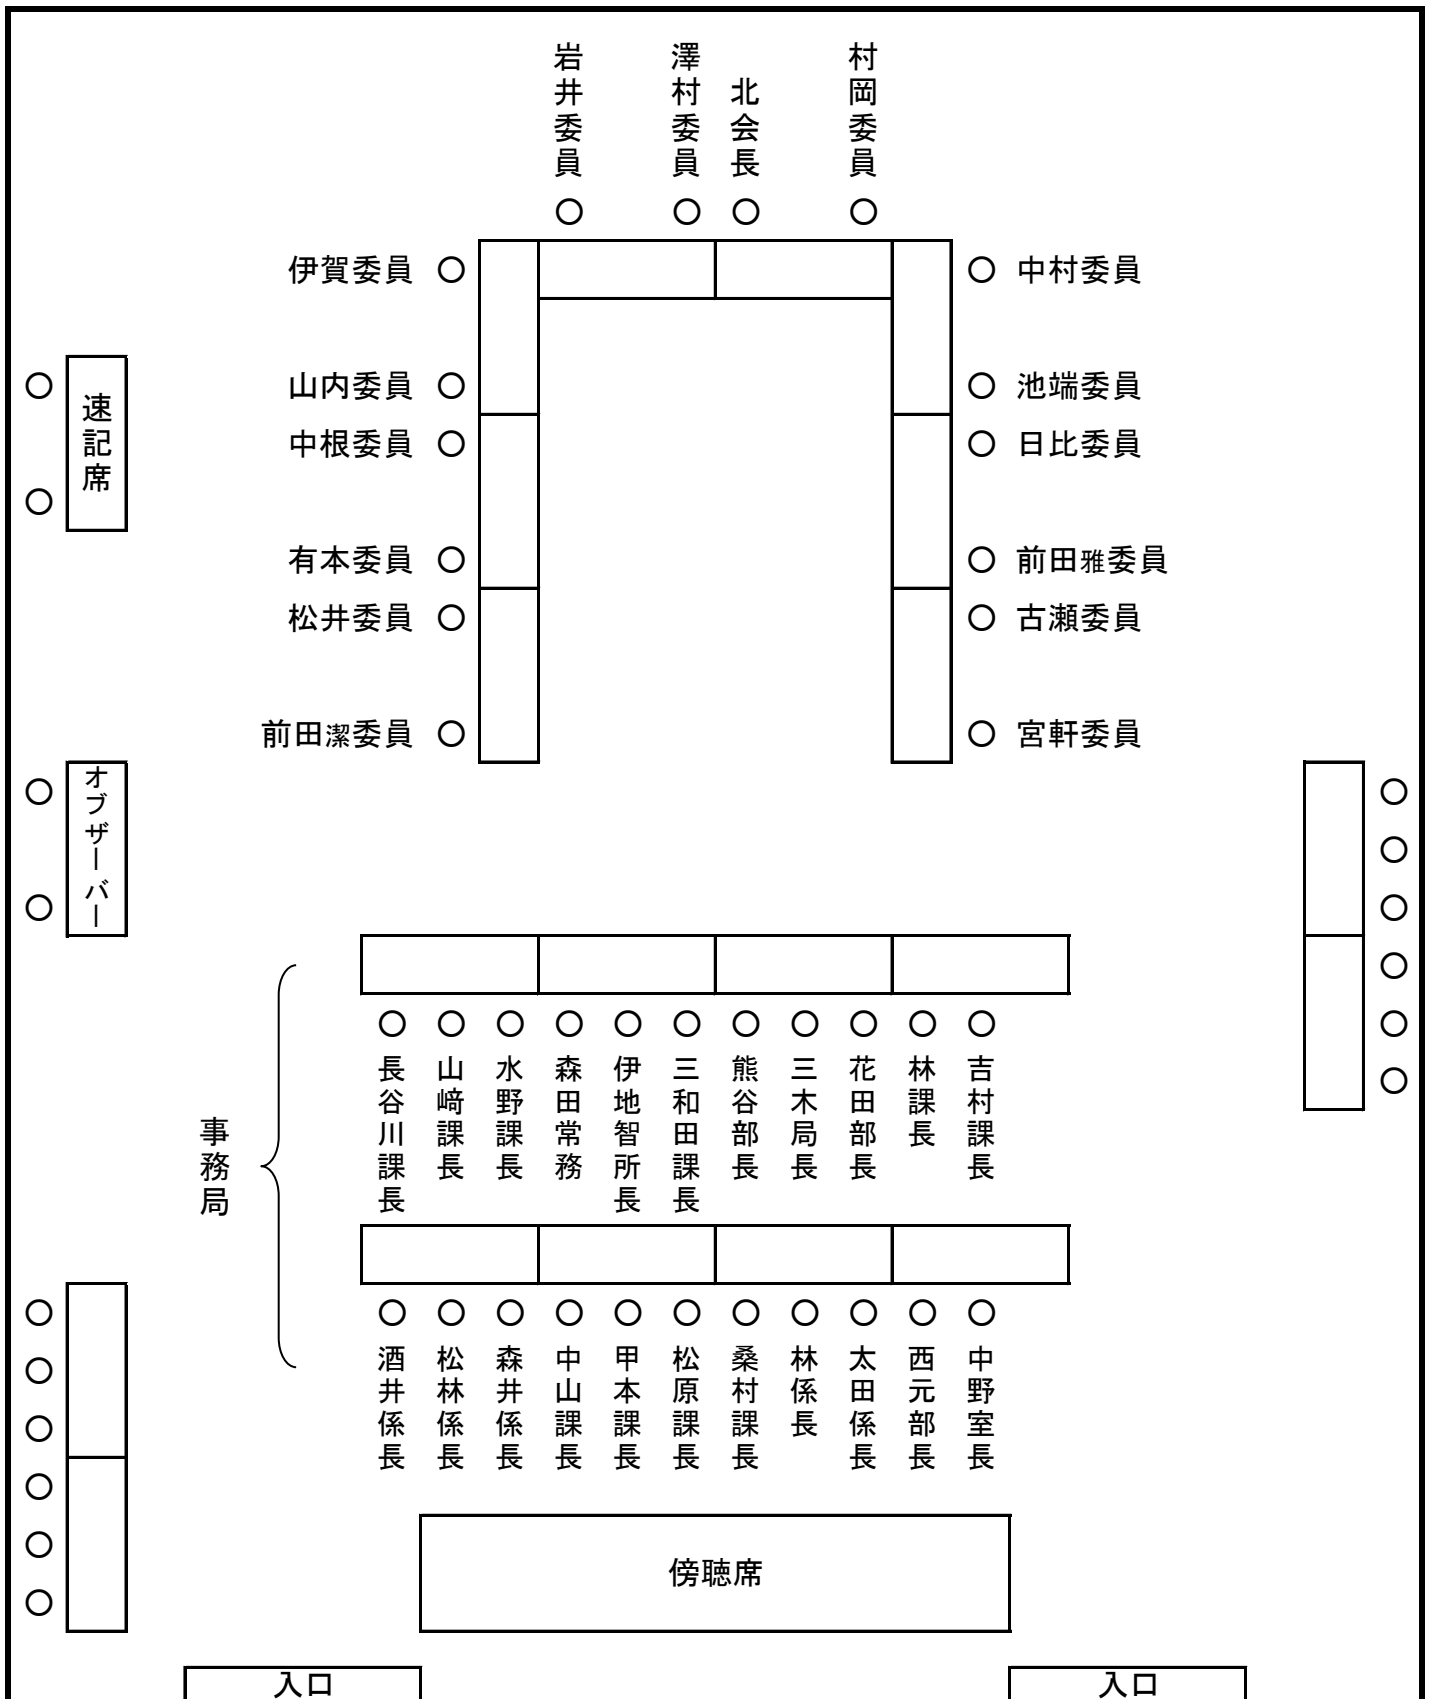 岩井委員
澤村委員
北会長
村岡委員
伊賀委員
中村委員
山内委員
池端委員
速記席
中根委員
日比委員
有本委員
前田雅委員
松井委員
古瀬委員
前田潔委員
宮軒委員
オブザーバー
事務局
長谷川課長
山﨑課長
水野課長
森田常務
伊地智所長
三和田課長
熊谷部長
三木局長
花田部長
林課長
吉村課長
酒井係長
松林係長
森井係長
中山課長
甲本課長
松原課長
桑村課長
林係長
太田係長
西元部長
中野室長
傍聴席
入口
入口